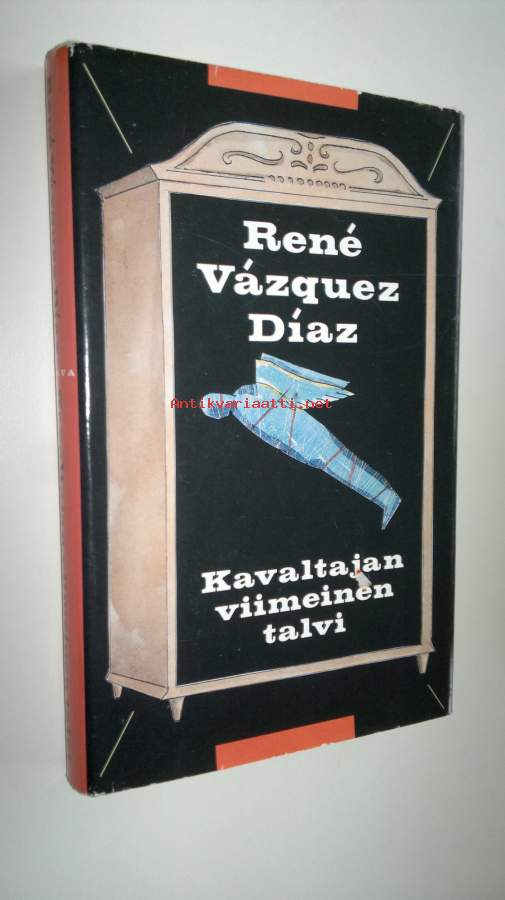 René
Vázquez
Díaz
Antikvariaatti.net
Kavaltajan
viimeinen
talvi